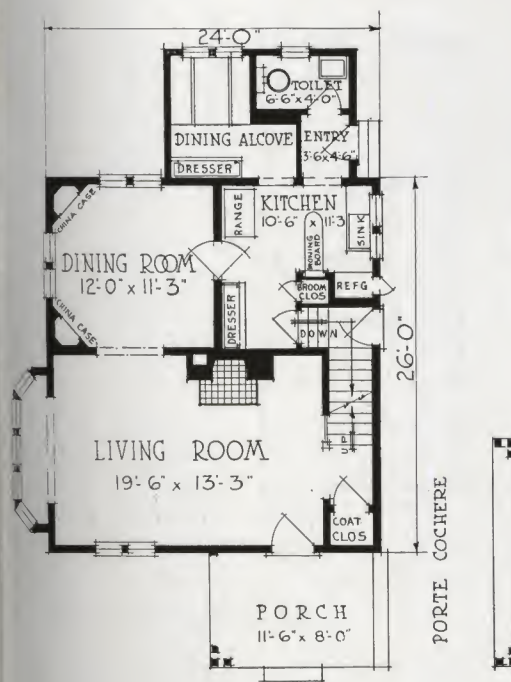 24'-0"
TOILET
6'-6" x 4'-0"
DINING ALCOVE
ENTRY
3'-6 x 4'-6"
DRESSER
CHINA CASE
RANGE
KITCHEN
10'-6" x 11'-3
IRONING BOARD
SINK
DINING ROOM
12'-0" x 11'-3"
BROOM
CLOS
REFG
CHINA CASE
DRESSER
DOWN
26'-0"
LIVING ROOM
19'-6" x 13'-3"
UP
COAT
CLOS
PORTE COCHERE
PORCH
11'-6" x 8'-0"